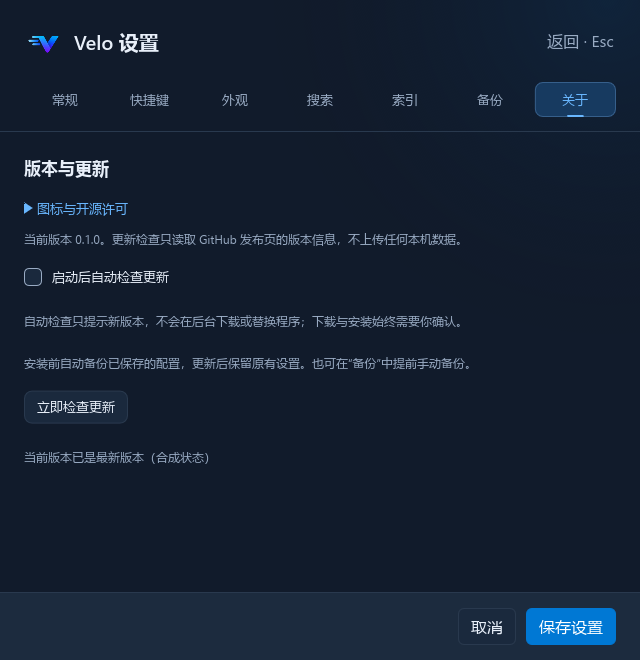 Velo 设置
返回 · Esc
常规 快捷键 外观 搜索 索引 备份 关于
版本与更新
图标与开源许可
当前版本 0.1.0。更新检查只读取 GitHub 发布页的版本信息，不上传任何本机数据。
启动后自动检查更新
自动检查只提示新版本，不会在后台下载或替换程序；下载与安装始终需要你确认。
安装前自动备份已保存的配置，更新后保留原有设置。也可在“备份”中提前手动备份。
立即检查更新
当前版本已是最新版本（合成状态）
取消 保存设置